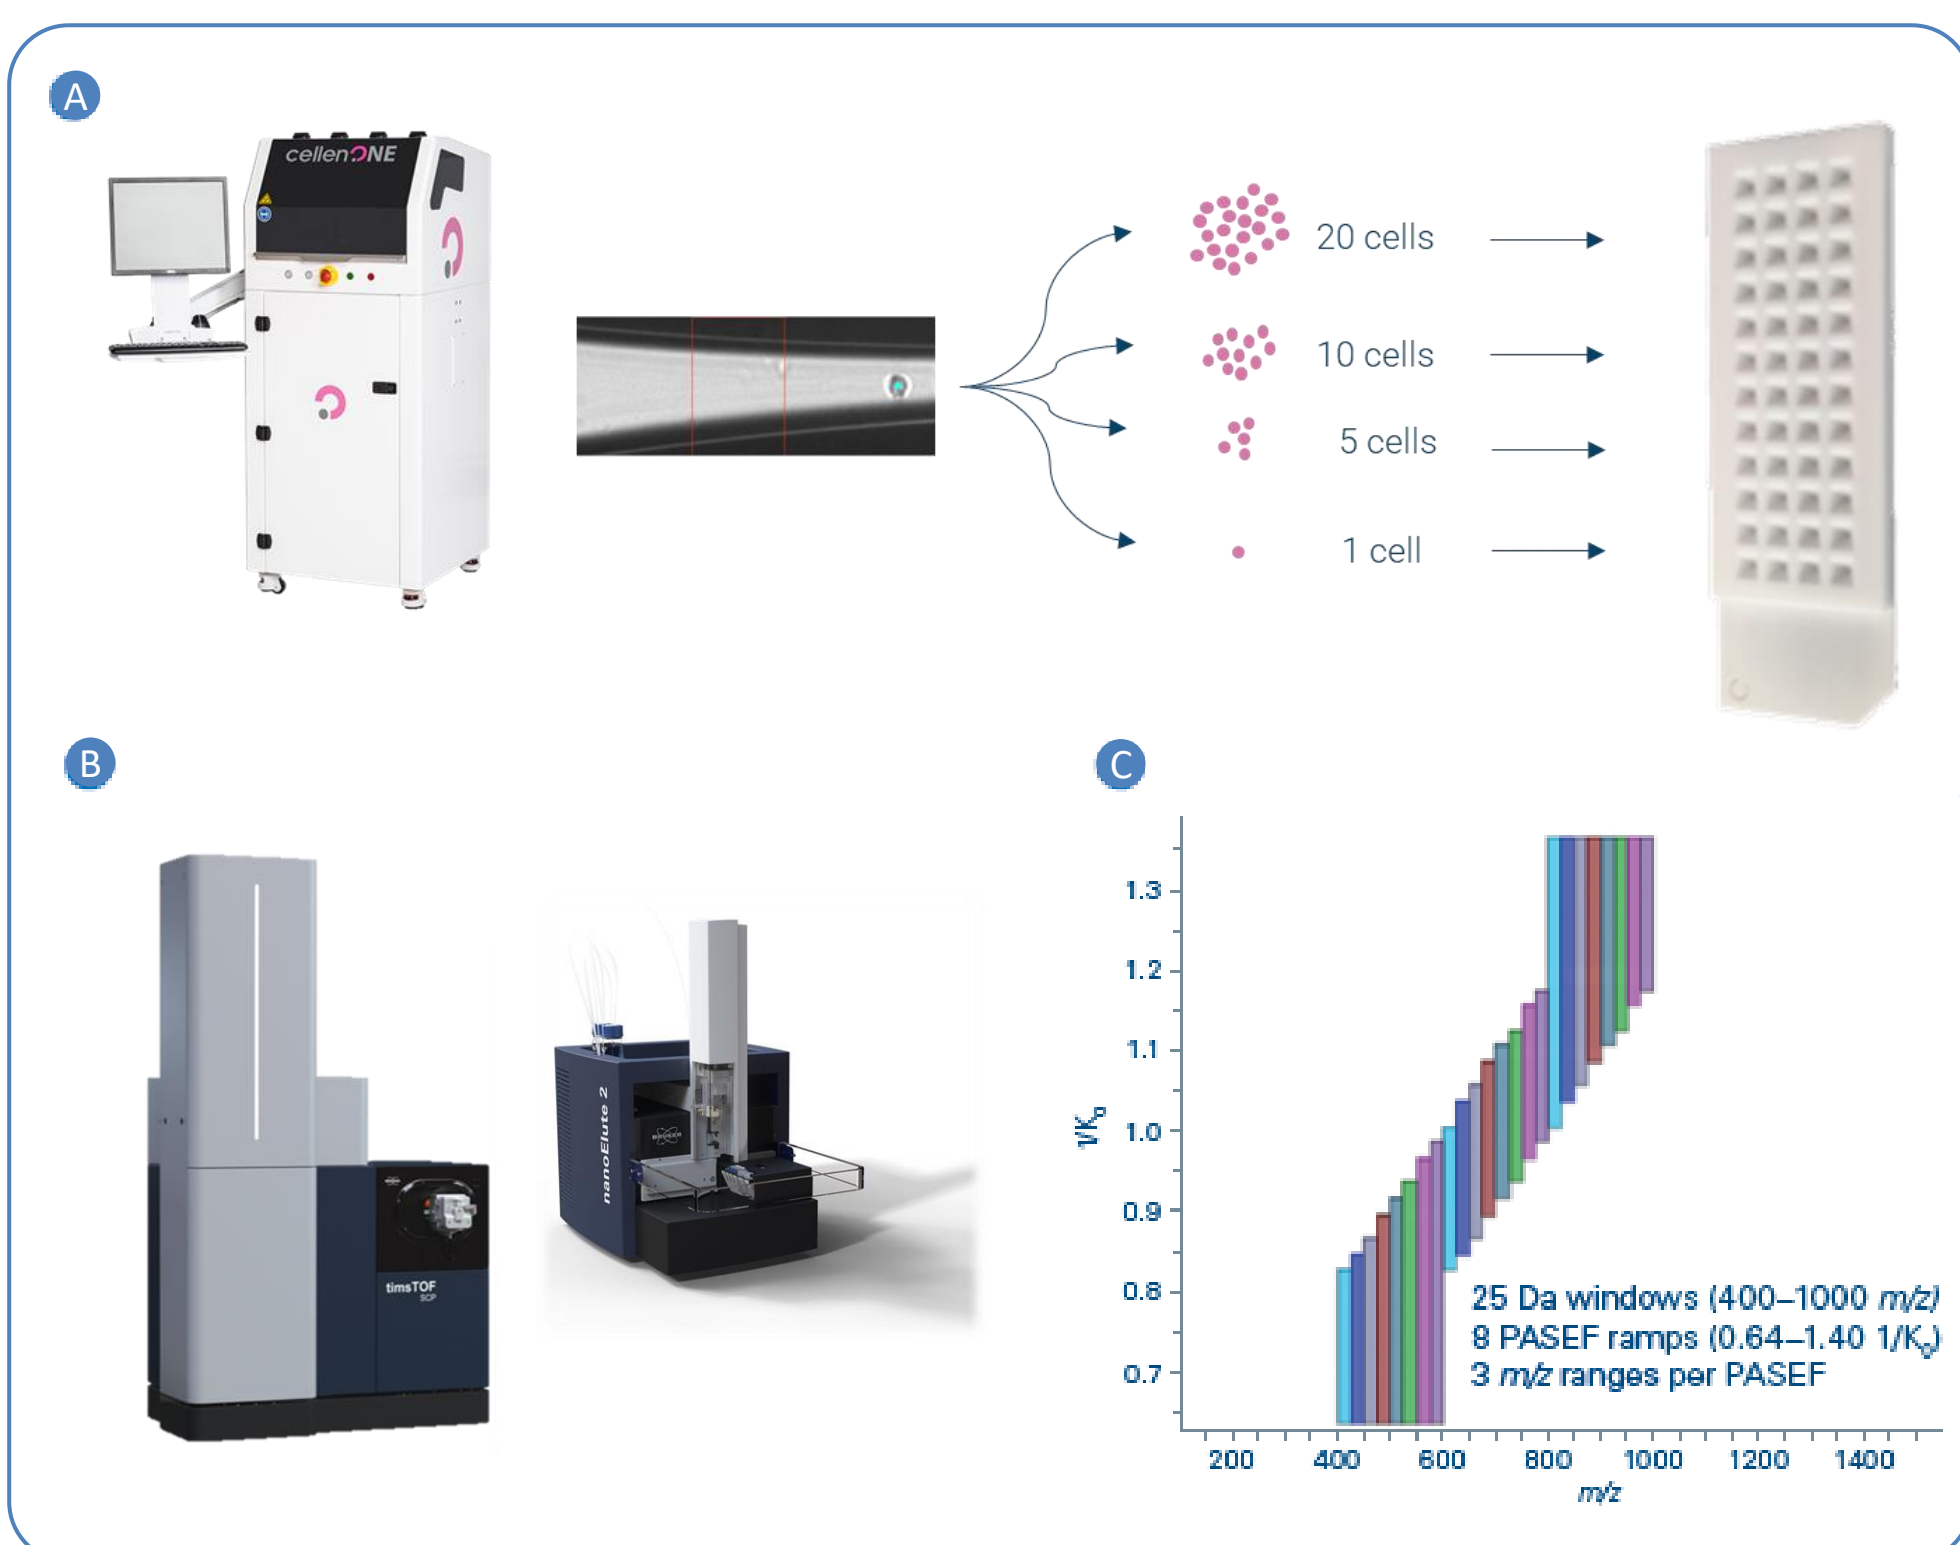 A
cellenONE
20 cells
10 cells
5 cells
1 cell
B
timsTOF
SCP
nanoElute 2
BRUKER
C
1.3
1.2
1.1
1.0
0.9
0.8
0.7
1/K₀
25 Da windows (400–1000 m/z)
8 PASEF ramps (0.64–1.40 1/K₀)
3 m/z ranges per PASEF
200 400 600 800 1000 1200 1400
m/z